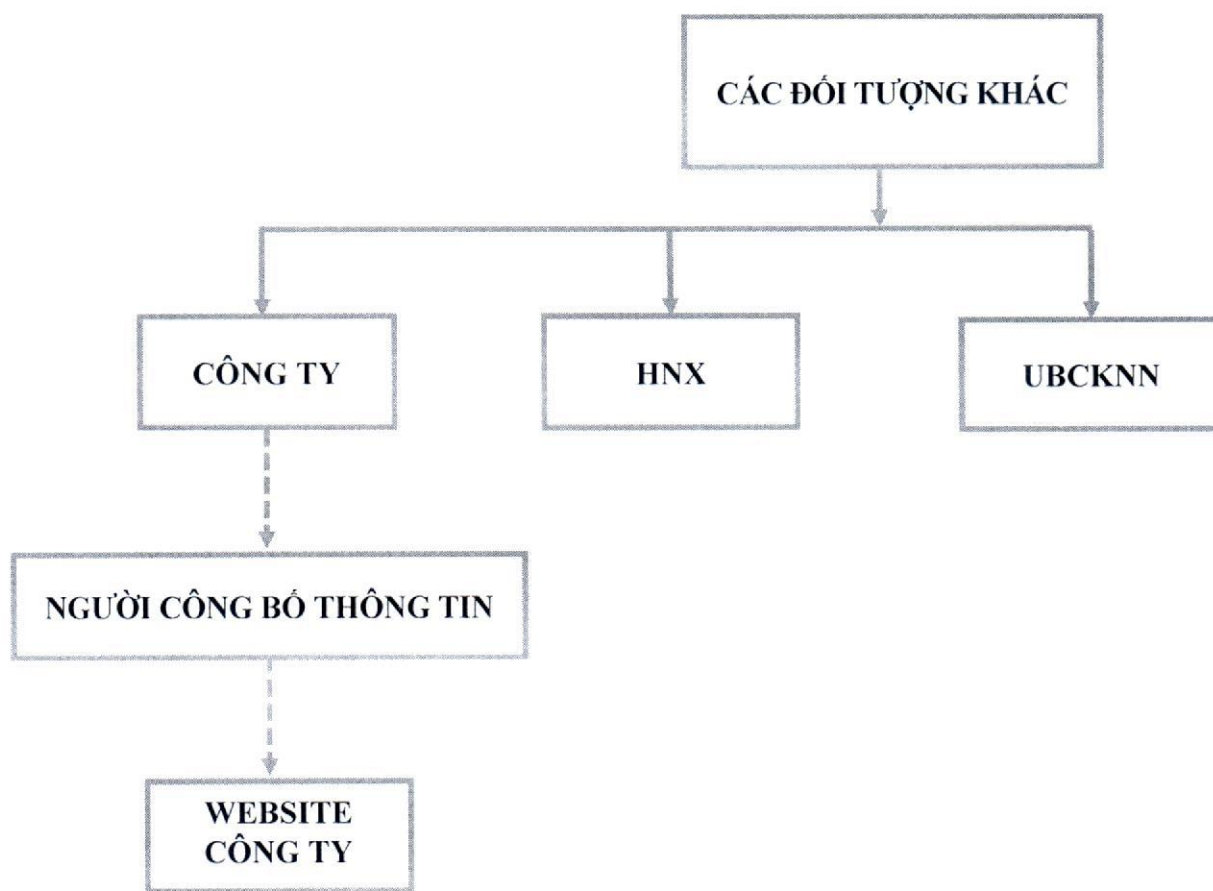 CÁC ĐỐI TƯỢNG KHÁC
CÔNG TY
HNX
UBCKNN
NGƯỜI CÔNG BỐ THÔNG TIN
WEBSITE
CÔNG TY